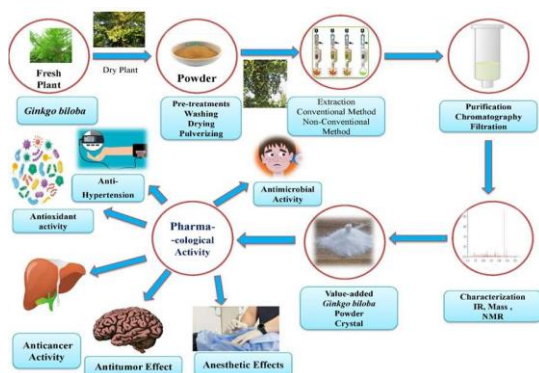 Fresh
Plant
Dry Plant
Powder
Ginkgo biloba
Pre-treatments
Washing
Drying
Pulverizing
Extraction
Conventional Method
Non-Conventional
Method
Purification
Chromatography
Filtration
Anti-
Hypertension
Antimicrobial
Activity
Antioxidant
activity
Pharma-
-cological
Activity
Value-added
Ginkgo biloba
Powder
Crystal
Characterization
IR, Mass ,
NMR
Anticancer
Activity
Antitumor Effect
Anesthetic Effects